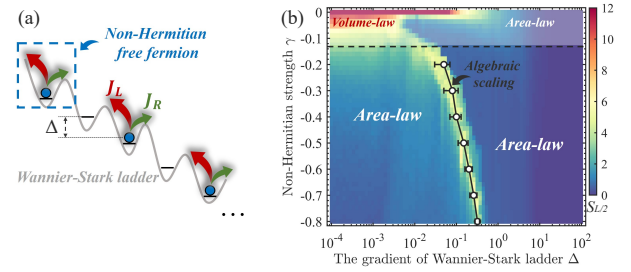 (a)
Non-Hermitian
free fermion
J_L
J_R
Δ
Wannier-Stark ladder
...
(b)
Volume-law
Area-law
Algebraic
scaling
Area-law
Area-law
Non-Hermitian strength γ
0
-0.1
-0.2
-0.3
-0.4
-0.5
-0.6
-0.7
-0.8
10^-4
10^-3
10^-2
10^-1
10^0
10^1
10^2
The gradient of Wannier-Stark ladder Δ
12
10
8
6
4
2
0
S_{L/2}